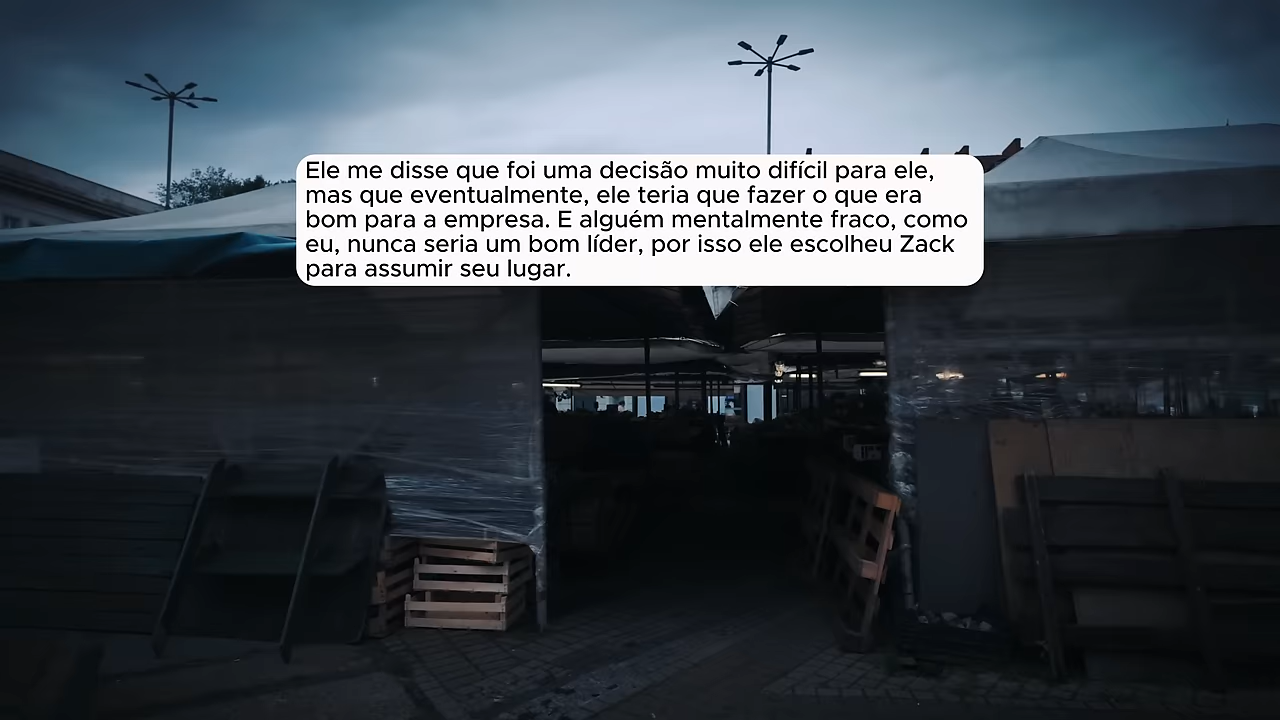 Ele me disse que foi uma decisão muito difícil para ele,
mas que eventualmente, ele teria que fazer o que era
bom para a empresa. E alguém mentalmente fraco, como
eu, nunca seria um bom líder, por isso ele escolheu Zack
para assumir seu lugar.